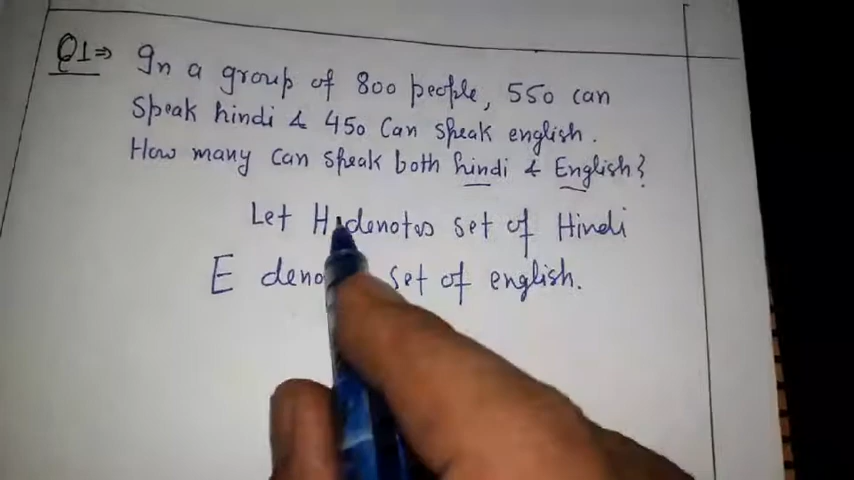 Q1⇒ In a group of 800 people, 550 can
speak hindi & 450 can speak english.
How many can speak both hindi & English?
Let H denotes set of Hindi
E set of english.